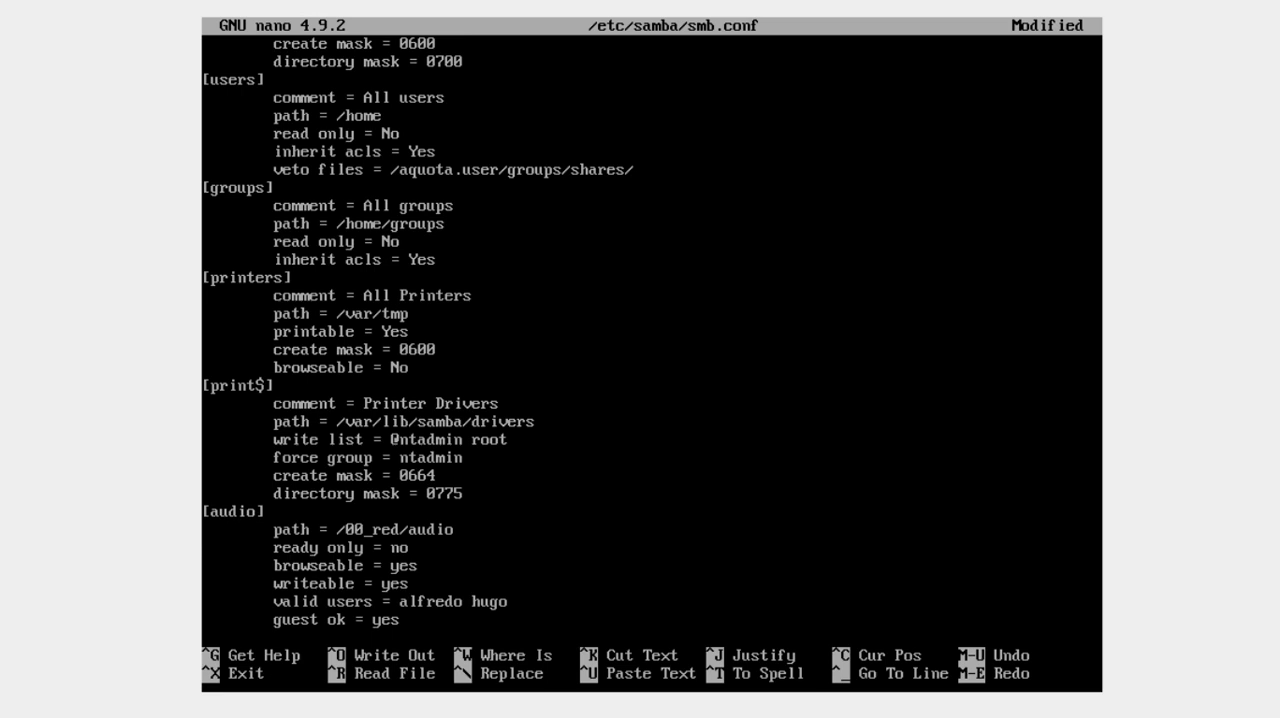 GNU nano 4.9.2 /etc/samba/smb.conf Modified
create mask = 0600
directory mask = 0700
[users]
comment = All users
path = /home
read only = No
inherit acls = Yes
veto files = /aquota.user/groups/shares/
[groups]
comment = All groups
path = /home/groups
read only = No
inherit acls = Yes
[printers]
comment = All Printers
path = /var/tmp
printable = Yes
create mask = 0600
browseable = No
[print$]
comment = Printer Drivers
path = /var/lib/samba/drivers
write list = @ntadmin root
force group = ntadmin
create mask = 0664
directory mask = 0775
[audio]
path = /00_red/audio
ready only = no
browseable = yes
writeable = yes
valid users = alfredo hugo
guest ok = yes
^G Get Help ^O Write Out ^W Where Is ^K Cut Text ^J Justify ^C Cur Pos M-U Undo
^X Exit ^R Read File ^\ Replace ^U Paste Text ^T To Spell ^_ Go To Line M-E Redo